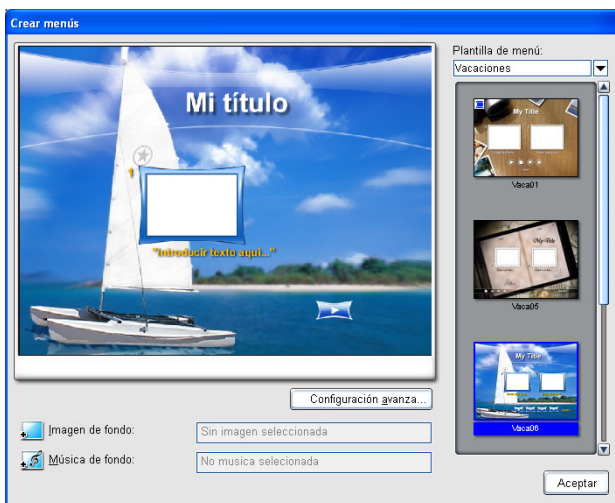 Crear menús
Mi título
1
"Introducir texto aquí..."
Plantilla de menú:
Vacaciones
My Title
Vaca01
My Title
Vaca05
My Title
Vaca06
Configuración avanza...
Imagen de fondo:
Sin imagen seleccionada
Música de fondo:
No musica selecionada
Aceptar